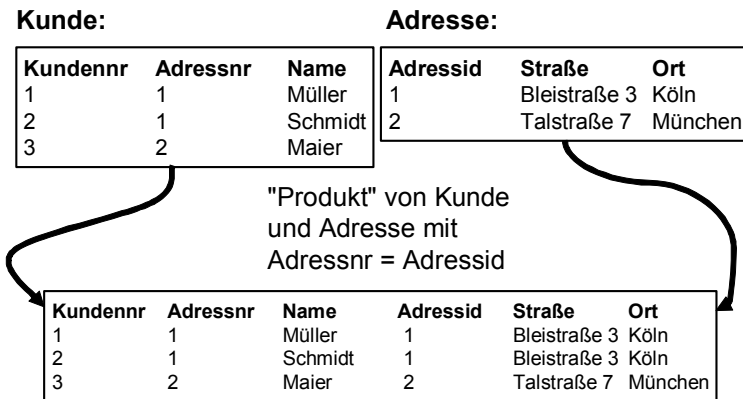 Kunde: Adresse:
Kundennr Adressnr Name Adressid Straße Ort
1 1 Müller 1 Bleistraße 3 Köln
2 1 Schmidt 2 Talstraße 7 München
3 2 Maier
"Produkt" von Kunde
und Adresse mit
Adressnr = Adressid
Kundennr Adressnr Name Adressid Straße Ort
1 1 Müller 1 Bleistraße 3 Köln
2 1 Schmidt 1 Bleistraße 3 Köln
3 2 Maier 2 Talstraße 7 München